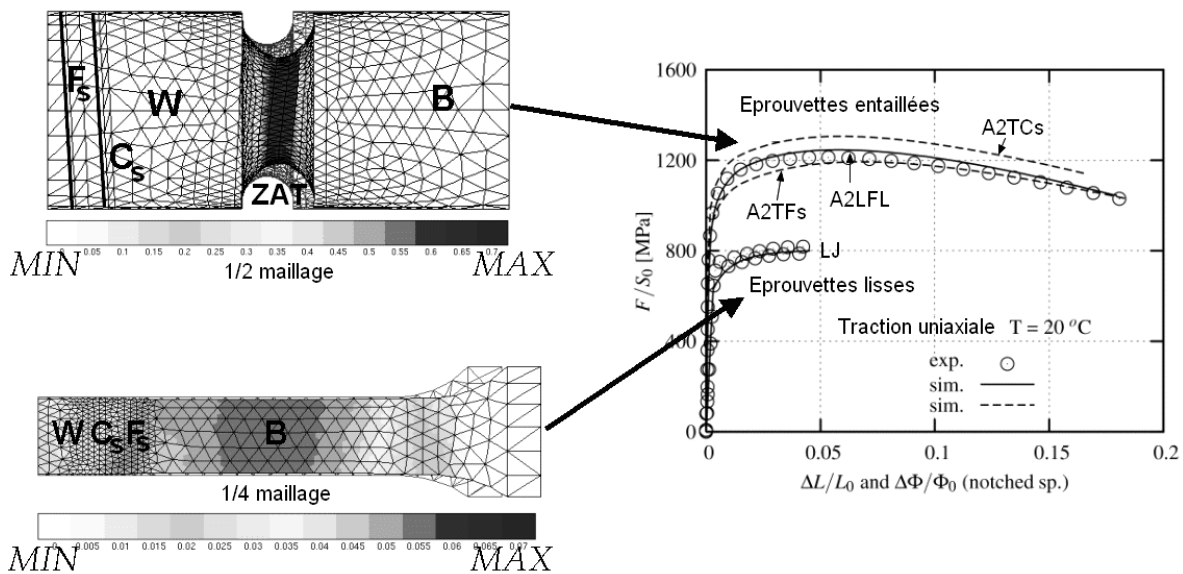 F_s
W
B
C_s
ZAT
0 0.05 0.1 0.15 0.2 0.25 0.3 0.35 0.4 0.45 0.5 0.55 0.6 0.65 0.7
MIN 1/2 maillage MAX
W C_s F_s B
1/4 maillage
0 0.005 0.01 0.015 0.02 0.025 0.03 0.035 0.04 0.045 0.05 0.055 0.06 0.065 0.07
MIN MAX
1600
Eprouvettes entaillées
A2TCs
1200
A2TFs
A2LFL
F/S₀ [MPa]
800
LJ
Eprouvettes lisses
Traction uniaxiale T = 20 °C
400
exp.
sim.
sim.
0
0 0.05 0.1 0.15 0.2
ΔL/L₀ and ΔΦ/Φ₀ (notched sp.)